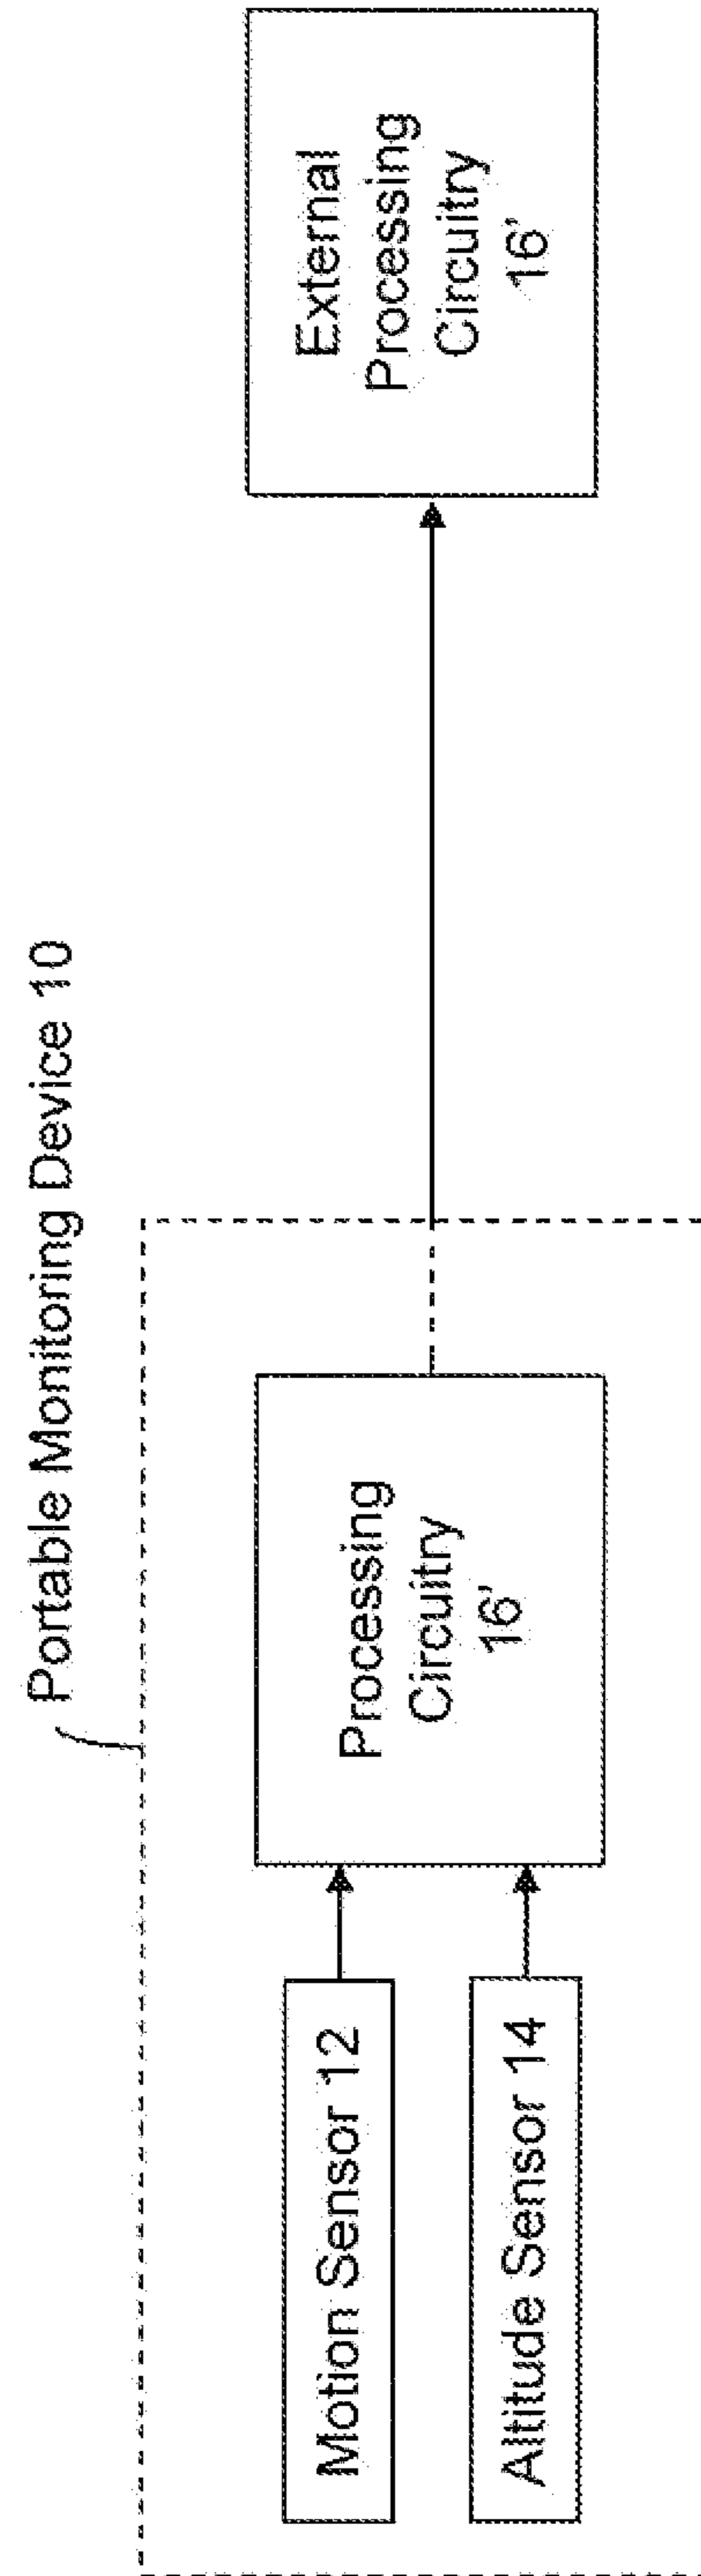 Portable Monitoring Device 10
Motion Sensor 12
Altitude Sensor 14
Processing
Circuitry
16'
External
Processing
Circuitry
16'